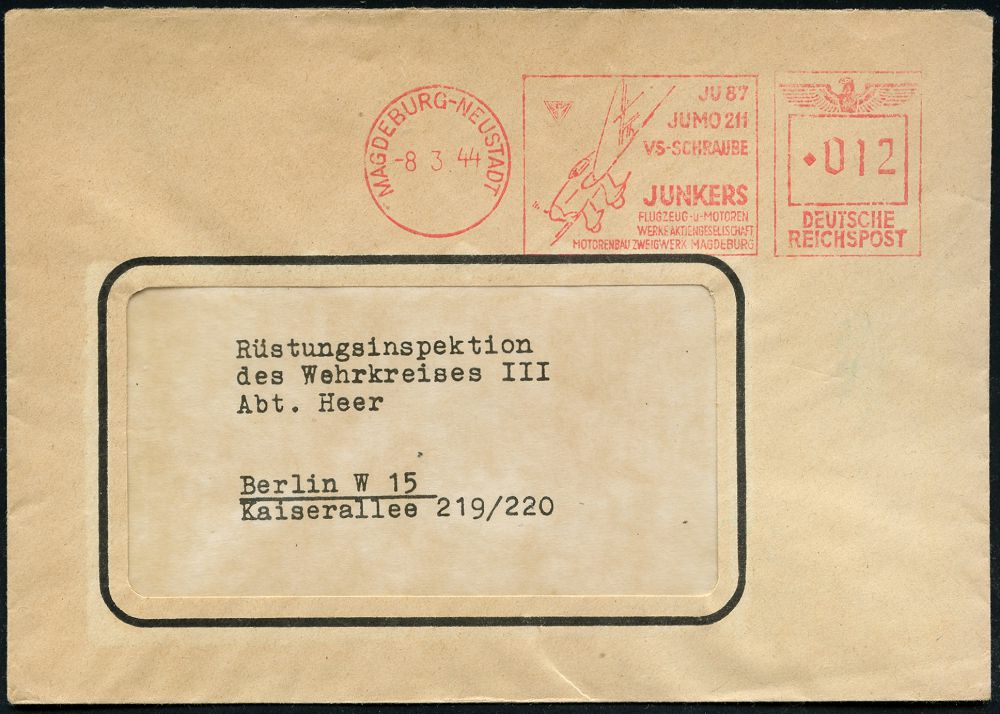 MAGDEBURG-NEUSTADT
-8 3. 44
JU 87
JUMO 211
VS-SCHRAUBE
JUNKERS
FLUGZEUG-u-MOTOREN
WERKE AKTIENGESELLSCHAFT
MOTORENBAU ZWEIGWERK MAGDEBURG
012
DEUTSCHE
REICHSPOST
Rüstungsinspektion
des Wehrkreises III
Abt. Heer
Berlin W 15
Kaiserallee 219/220